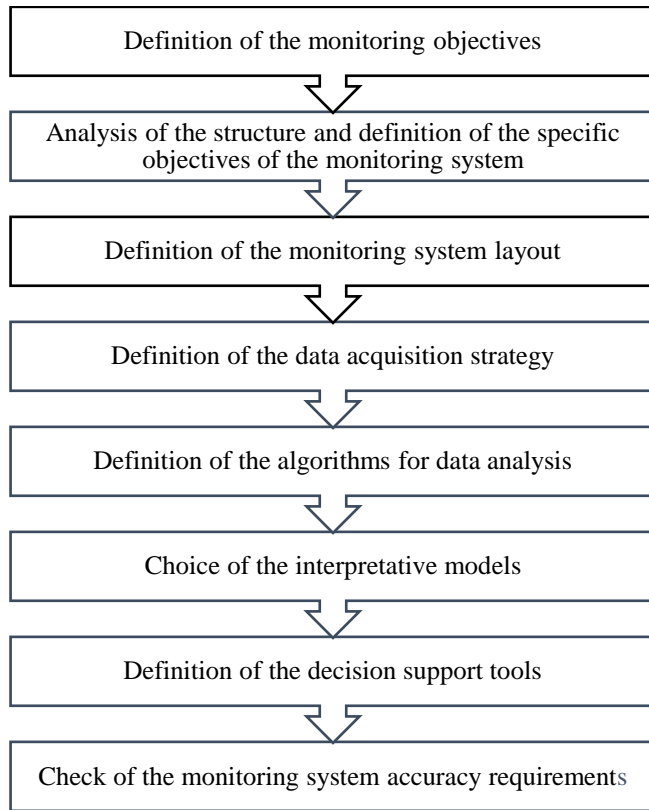 Definition of the monitoring objectives
Analysis of the structure and definition of the specific
objectives of the monitoring system
Definition of the monitoring system layout
Definition of the data acquisition strategy
Definition of the algorithms for data analysis
Choice of the interpretative models
Definition of the decision support tools
Check of the monitoring system accuracy requirements